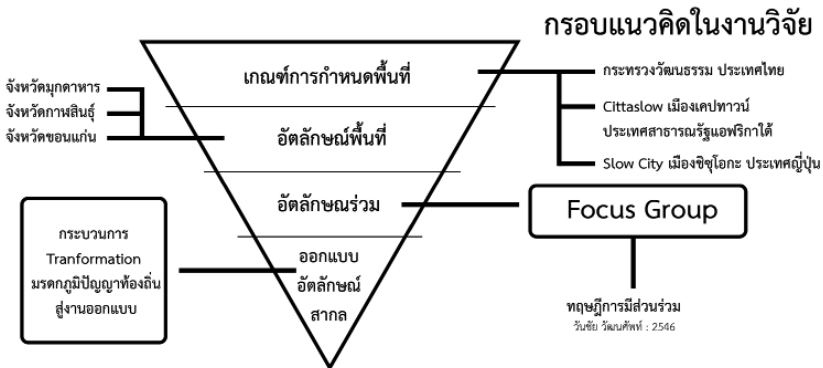 กรอบแนวคิดในงานวิจัย
เกณฑ์การกำหนดพื้นที่
กระทรวงวัฒนธรรม ประเทศไทย
Cittaslow เมืองเคปทาวน์
ประเทศสาธารณรัฐแอฟริกาใต้
Slow City เมืองชิซุโอกะ ประเทศญี่ปุ่น
จังหวัดมุกดาหาร
จังหวัดกาฬสินธุ์
จังหวัดขอนแก่น
อัตลักษณ์พื้นที่
อัตลักษณร่วม
Focus Group
ทฤษฎีการมีส่วนร่วม
วันชัย วัฒนศัพท์ : 2546
ออกแบบ
อัตลักษณ์
สากล
กระบวนการ
Tranformation
มรดกภูมิปัญญาท้องถิ่น
สู่งานออกแบบ